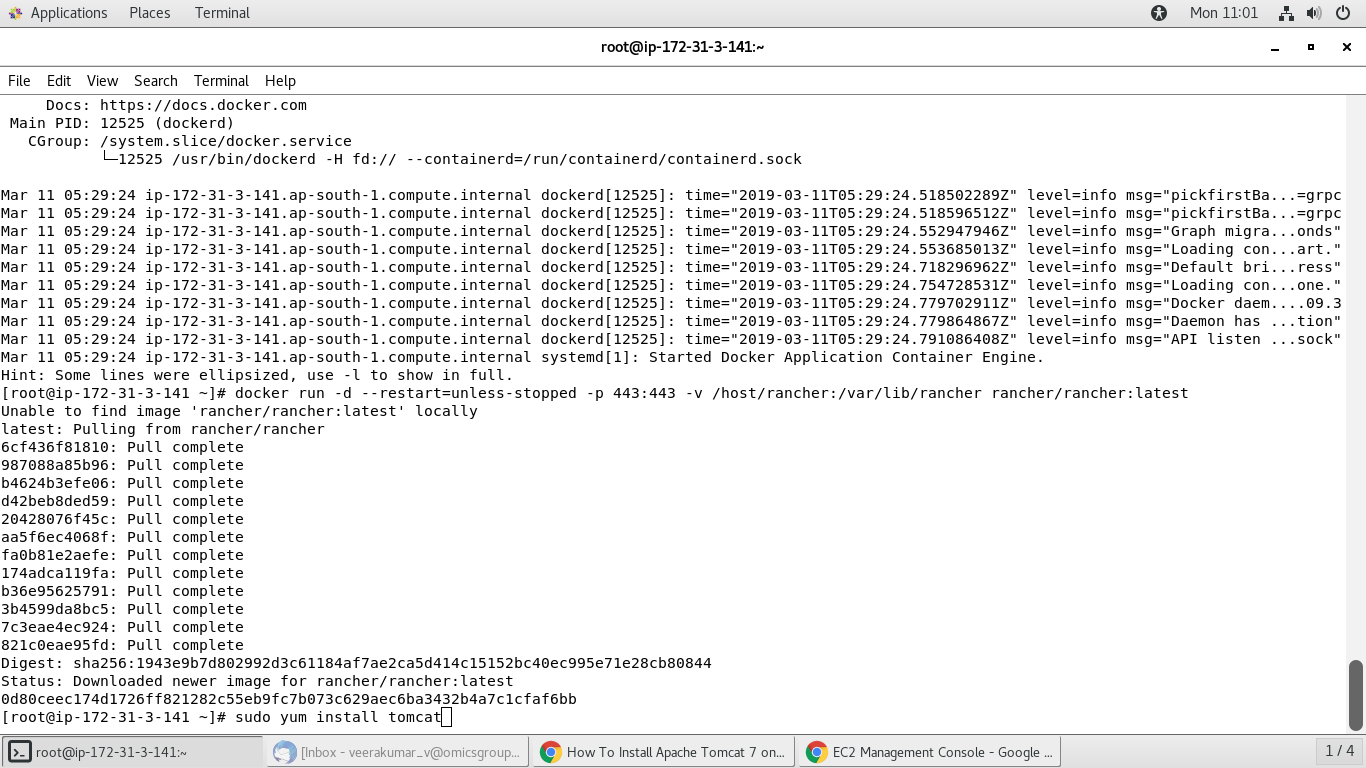 Applications Places Terminal Mon 11:01
root@ip-172-31-3-141:~
File Edit View Search Terminal Help
Docs: https://docs.docker.com
Main PID: 12525 (dockerd)
CGroup: /system.slice/docker.service
└─12525 /usr/bin/dockerd -H fd:// --containerd=/run/containerd/containerd.sock
Mar 11 05:29:24 ip-172-31-3-141.ap-south-1.compute.internal dockerd[12525]: time="2019-03-11T05:29:24.518502289Z" level=info msg="pickfirstBa...=grpc
Mar 11 05:29:24 ip-172-31-3-141.ap-south-1.compute.internal dockerd[12525]: time="2019-03-11T05:29:24.518596512Z" level=info msg="pickfirstBa...=grpc
Mar 11 05:29:24 ip-172-31-3-141.ap-south-1.compute.internal dockerd[12525]: time="2019-03-11T05:29:24.552947946Z" level=info msg="Graph migra...onds"
Mar 11 05:29:24 ip-172-31-3-141.ap-south-1.compute.internal dockerd[12525]: time="2019-03-11T05:29:24.553685013Z" level=info msg="Loading con...art."
Mar 11 05:29:24 ip-172-31-3-141.ap-south-1.compute.internal dockerd[12525]: time="2019-03-11T05:29:24.718296962Z" level=info msg="Default bri...ress"
Mar 11 05:29:24 ip-172-31-3-141.ap-south-1.compute.internal dockerd[12525]: time="2019-03-11T05:29:24.754728531Z" level=info msg="Loading con...one."
Mar 11 05:29:24 ip-172-31-3-141.ap-south-1.compute.internal dockerd[12525]: time="2019-03-11T05:29:24.779702911Z" level=info msg="Docker daem....09.3
Mar 11 05:29:24 ip-172-31-3-141.ap-south-1.compute.internal dockerd[12525]: time="2019-03-11T05:29:24.779864867Z" level=info msg="Daemon has ...tion"
Mar 11 05:29:24 ip-172-31-3-141.ap-south-1.compute.internal dockerd[12525]: time="2019-03-11T05:29:24.791086408Z" level=info msg="API listen ...sock"
Mar 11 05:29:24 ip-172-31-3-141.ap-south-1.compute.internal systemd[1]: Started Docker Application Container Engine.
Hint: Some lines were ellipsized, use -l to show in full.
[root@ip-172-31-3-141 ~]# docker run -d --restart=unless-stopped -p 443:443 -v /host/rancher:/var/lib/rancher rancher/rancher:latest
Unable to find image 'rancher/rancher:latest' locally
latest: Pulling from rancher/rancher
6cf436f81810: Pull complete
987088a85b96: Pull complete
b4624b3efe06: Pull complete
d42beb8ded59: Pull complete
20428076f45c: Pull complete
aa5f6ec4068f: Pull complete
fa0b81e2aefe: Pull complete
174adca119fa: Pull complete
b36e95625791: Pull complete
3b4599da8bc5: Pull complete
7c3eae4ec924: Pull complete
821c0eae95fd: Pull complete
Digest: sha256:1943e9b7d802992d3c61184af7ae2ca5d414c15152bc40ec995e71e28cb80844
Status: Downloaded newer image for rancher/rancher:latest
0d80ceec174d1726ff821282c55eb9fc7b073c629aec6ba3432b4a7c1cfaf6bb
[root@ip-172-31-3-141 ~]# sudo yum install tomcat
root@ip-172-31-3-141:~ [Inbox - veerakumar_v@omicsgroup... How To Install Apache Tomcat 7 on... EC2 Management Console - Google ... 1 / 4